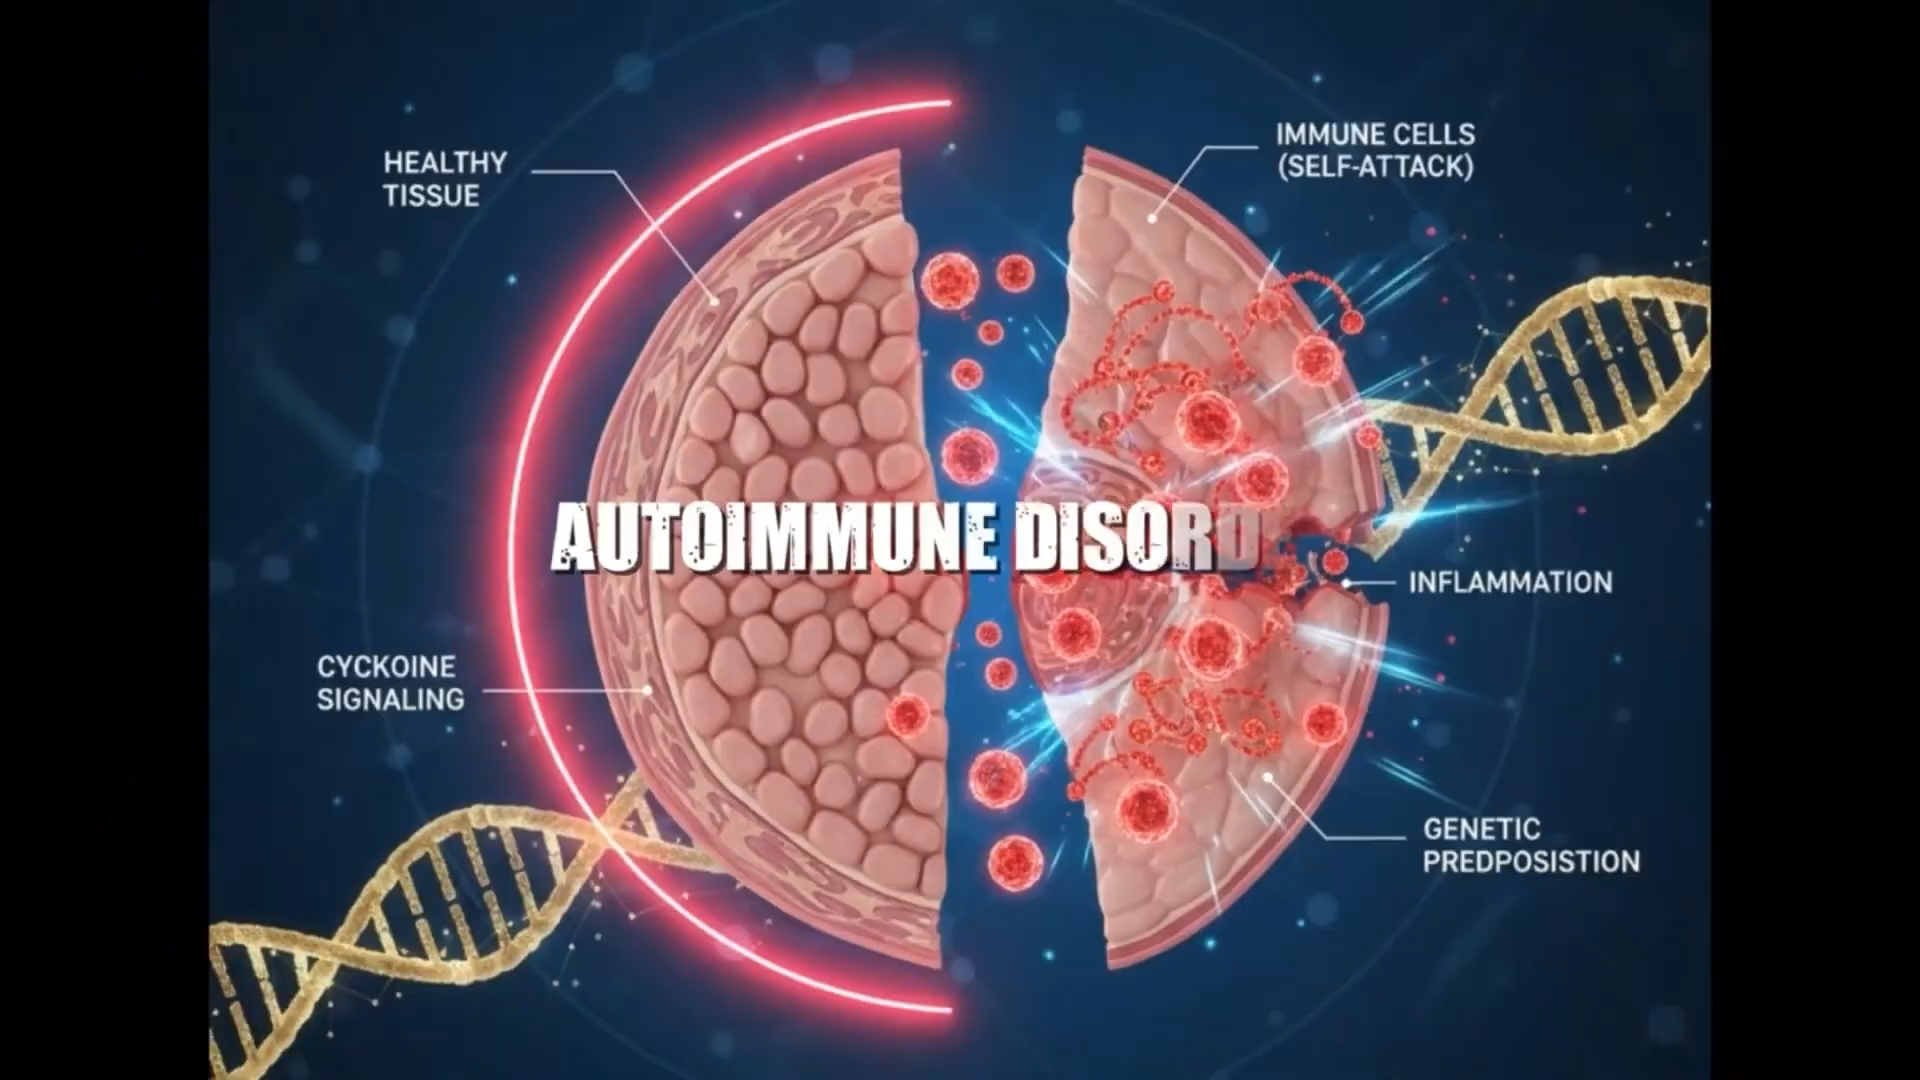 HEALTHY
TISSUE
IMMUNE CELLS
(SELF-ATTACK)
AUTOIMMUNE DISORD
INFLAMMATION
CYCKOINE
SIGNALING
GENETIC
PREDPOSISTION